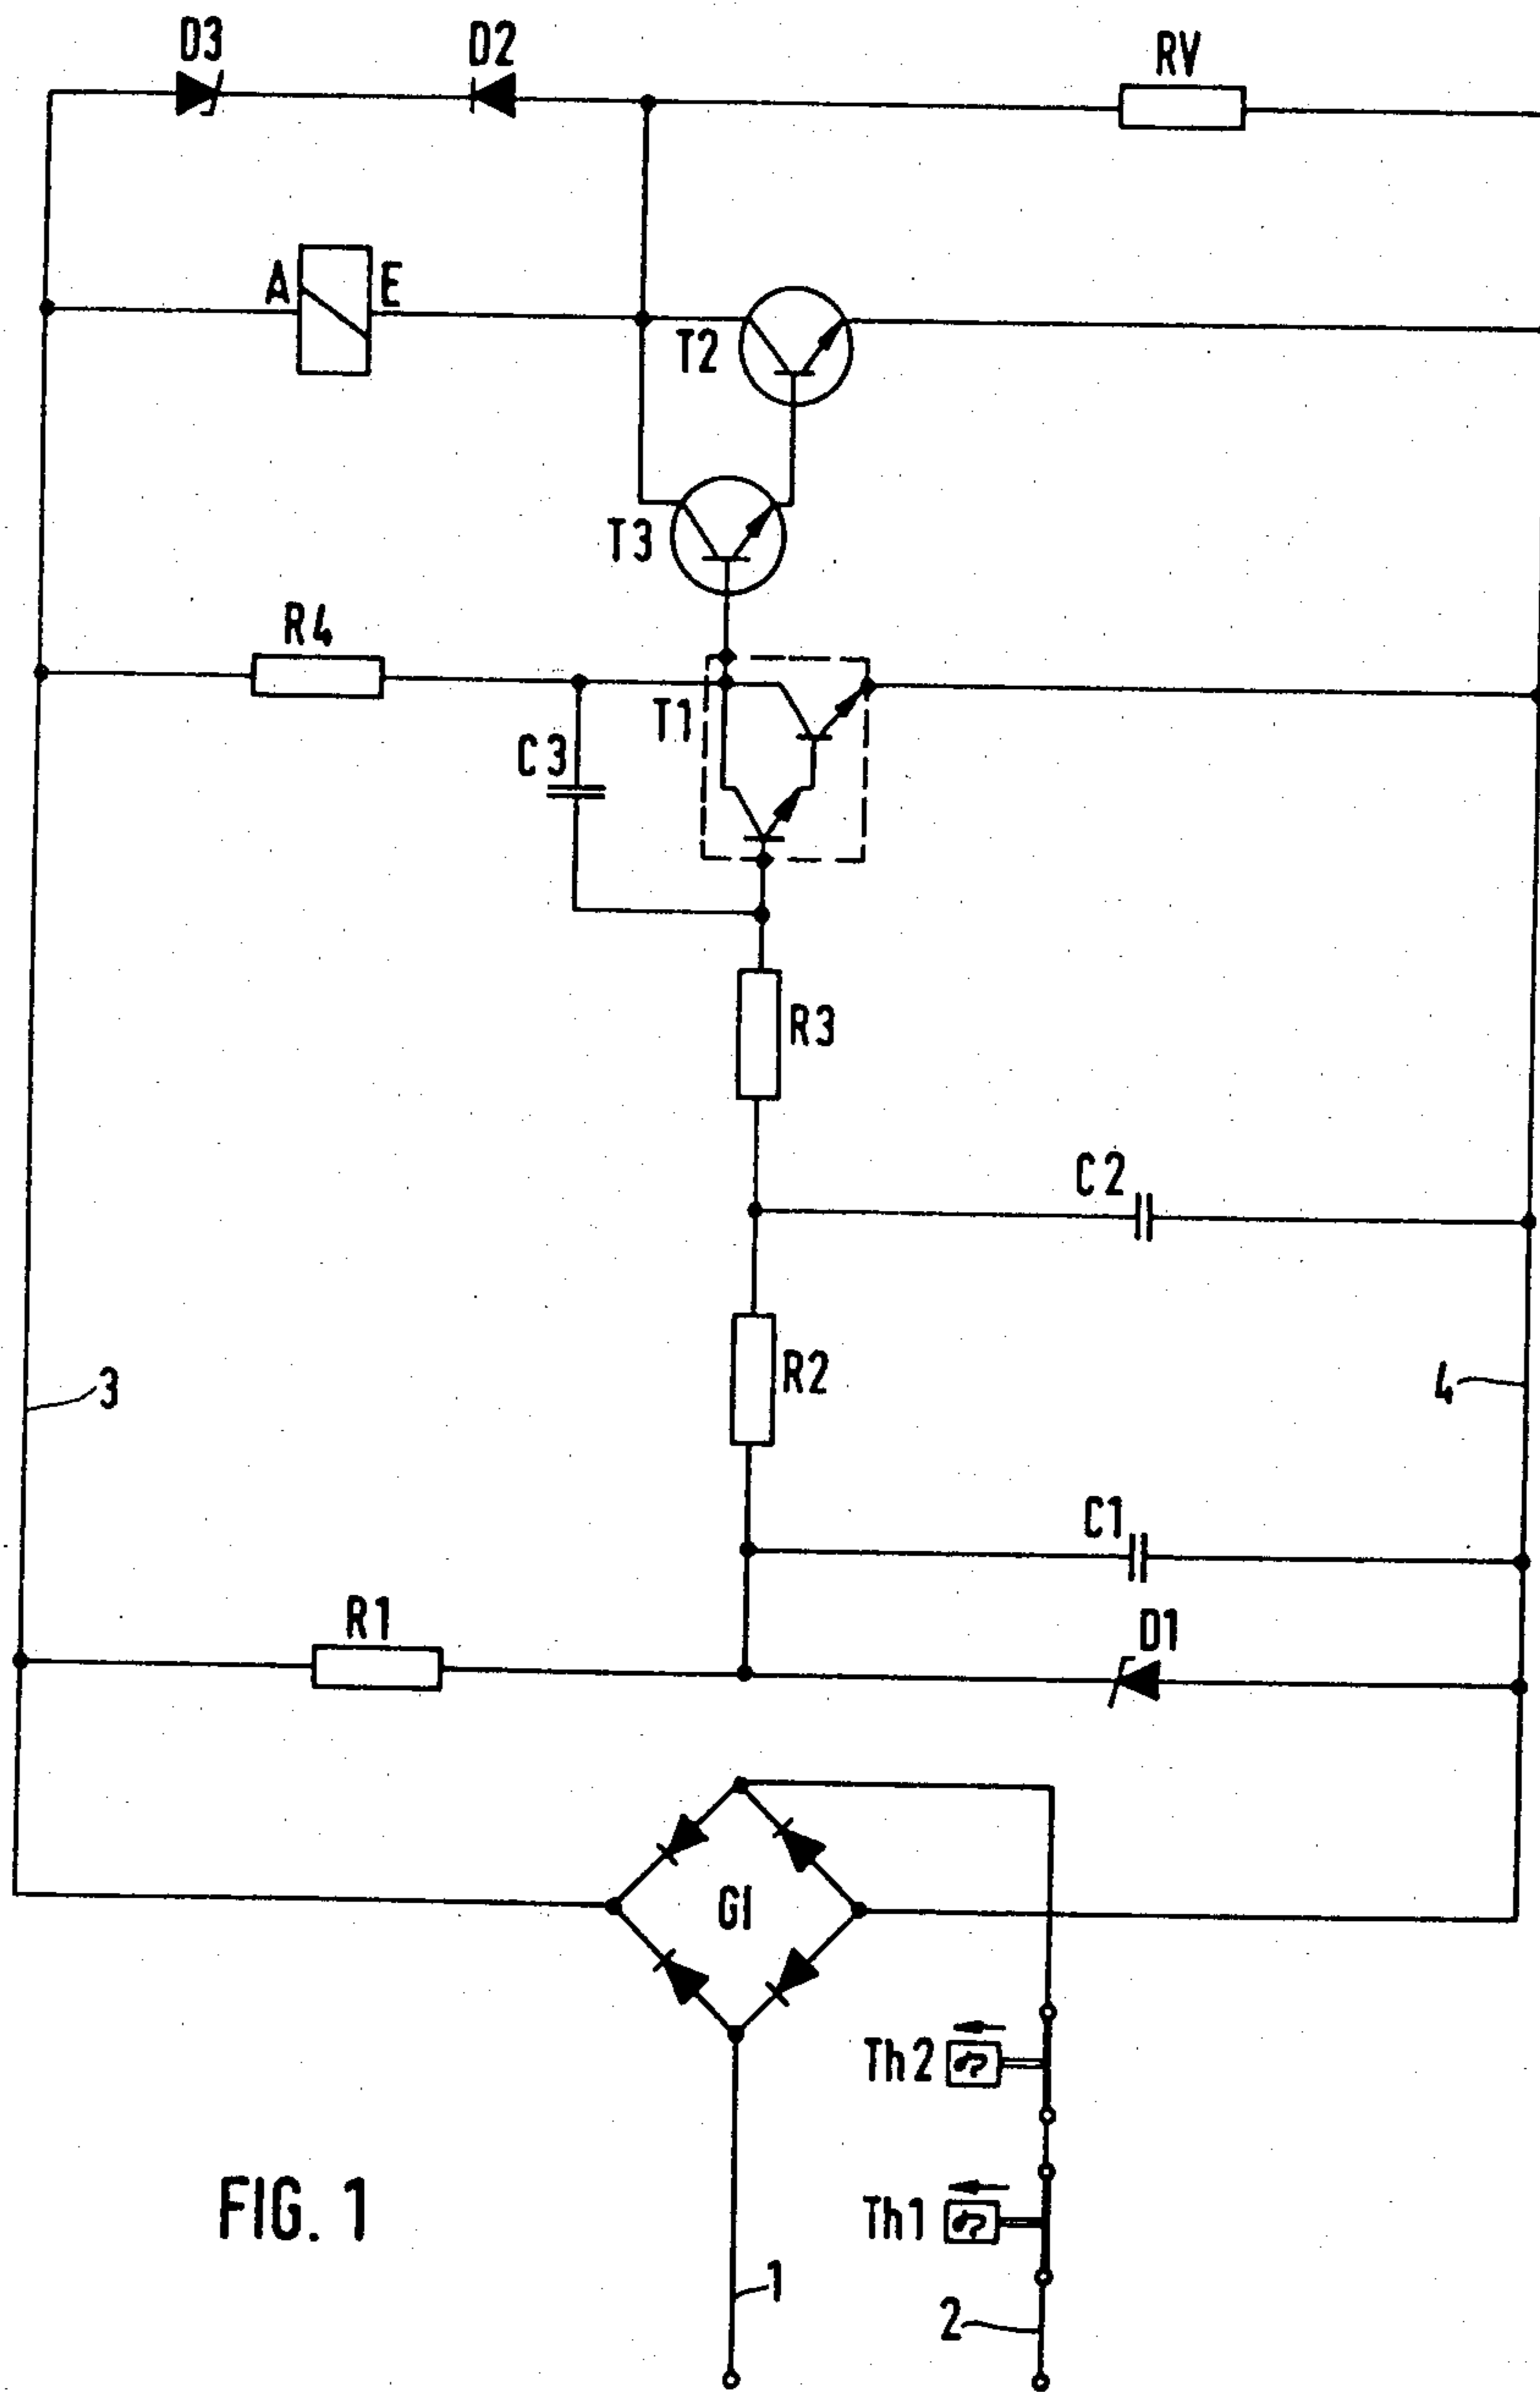 D3
D2
RV
A
E
T2
T3
R4
T1
C3
R3
C2
R2
3
4
C1
R1
D1
Gl
Th2
Th1
FIG. 1
1
2